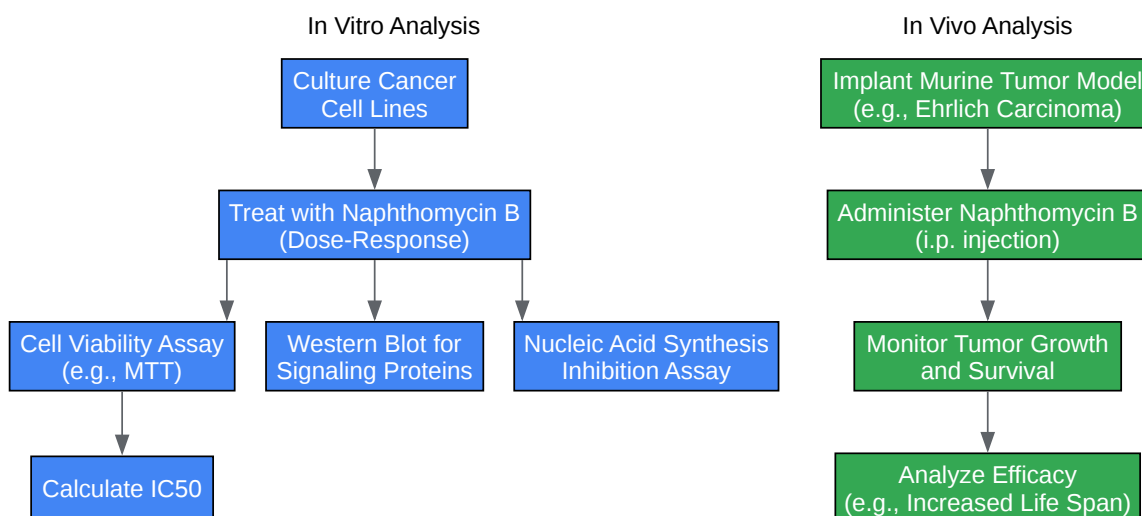 In Vitro Analysis
Culture Cancer
Cell Lines
Treat with Naphthomycin B
(Dose-Response)
Cell Viability Assay
(e.g., MTT)
Western Blot for
Signaling Proteins
Nucleic Acid Synthesis
Inhibition Assay
Calculate IC50
In Vivo Analysis
Implant Murine Tumor Model
(e.g., Ehrlich Carcinoma)
Administer Naphthomycin B
(i.p. injection)
Monitor Tumor Growth
and Survival
Analyze Efficacy
(e.g., Increased Life Span)